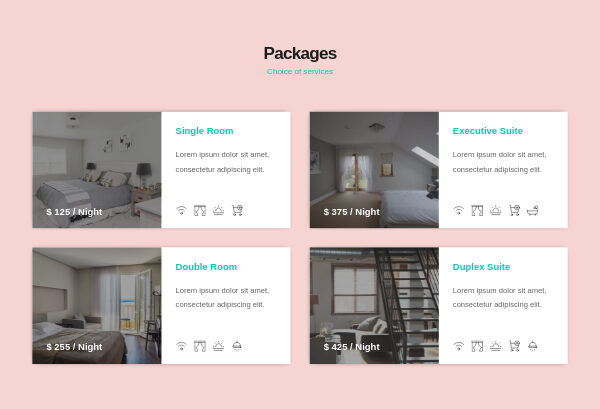 Packages
Choice of services
Single Room
Lorem ipsum dolor sit amet,
consectetur adipiscing elit.
$ 125 / Night
Executive Suite
Lorem ipsum dolor sit amet,
consectetur adipiscing elit.
$ 375 / Night
Double Room
Lorem ipsum dolor sit amet,
consectetur adipiscing elit.
$ 255 / Night
Duplex Suite
Lorem ipsum dolor sit amet,
consectetur adipiscing elit.
$ 425 / Night